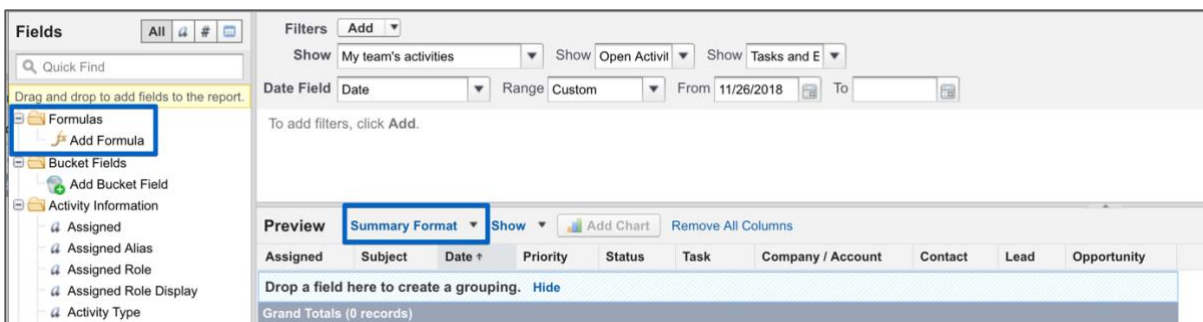 Fields All a #
Quick Find
Drag and drop to add fields to the report.
Formulas
fx Add Formula
Bucket Fields
Add Bucket Field
Activity Information
a Assigned
a Assigned Alias
a Assigned Role
a Assigned Role Display
a Activity Type
Filters Add
Show My team's activities Show Open Activil Show Tasks and E
Date Field Date Range Custom From 11/26/2018 To
To add filters, click Add.
Preview Summary Format Show Add Chart Remove All Columns
Assigned Subject Date ↑ Priority Status Task Company / Account Contact Lead Opportunity
Drop a field here to create a grouping. Hide
Grand Totals (0 records)